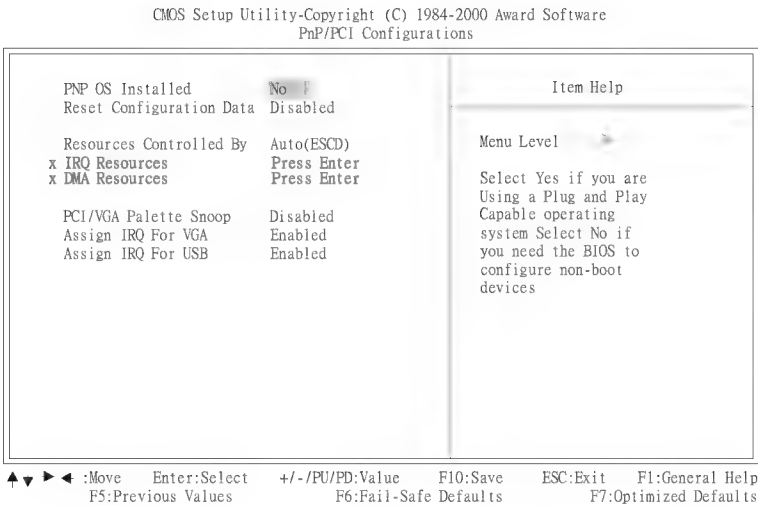 CMOS Setup Utility-Copyright (C) 1984-2000 Award Software
PnP/PCI Configurations
PNP OS Installed No
Reset Configuration Data Disabled
Resources Controlled By Auto(ESCD)
x IRQ Resources Press Enter
x DMA Resources Press Enter
PCI/VGA Palette Snoop Disabled
Assign IRQ For VGA Enabled
Assign IRQ For USB Enabled
Item Help
Menu Level
Select Yes if you are
Using a Plug and Play
Capable operating
system Select No if
you need the BIOS to
configure non-boot
devices
:Move Enter:Select +/-/PU/PD:Value F10:Save ESC:Exit F1:General Help
F5:Previous Values F6:Fail-Safe Defaults F7:Optimized Defaults